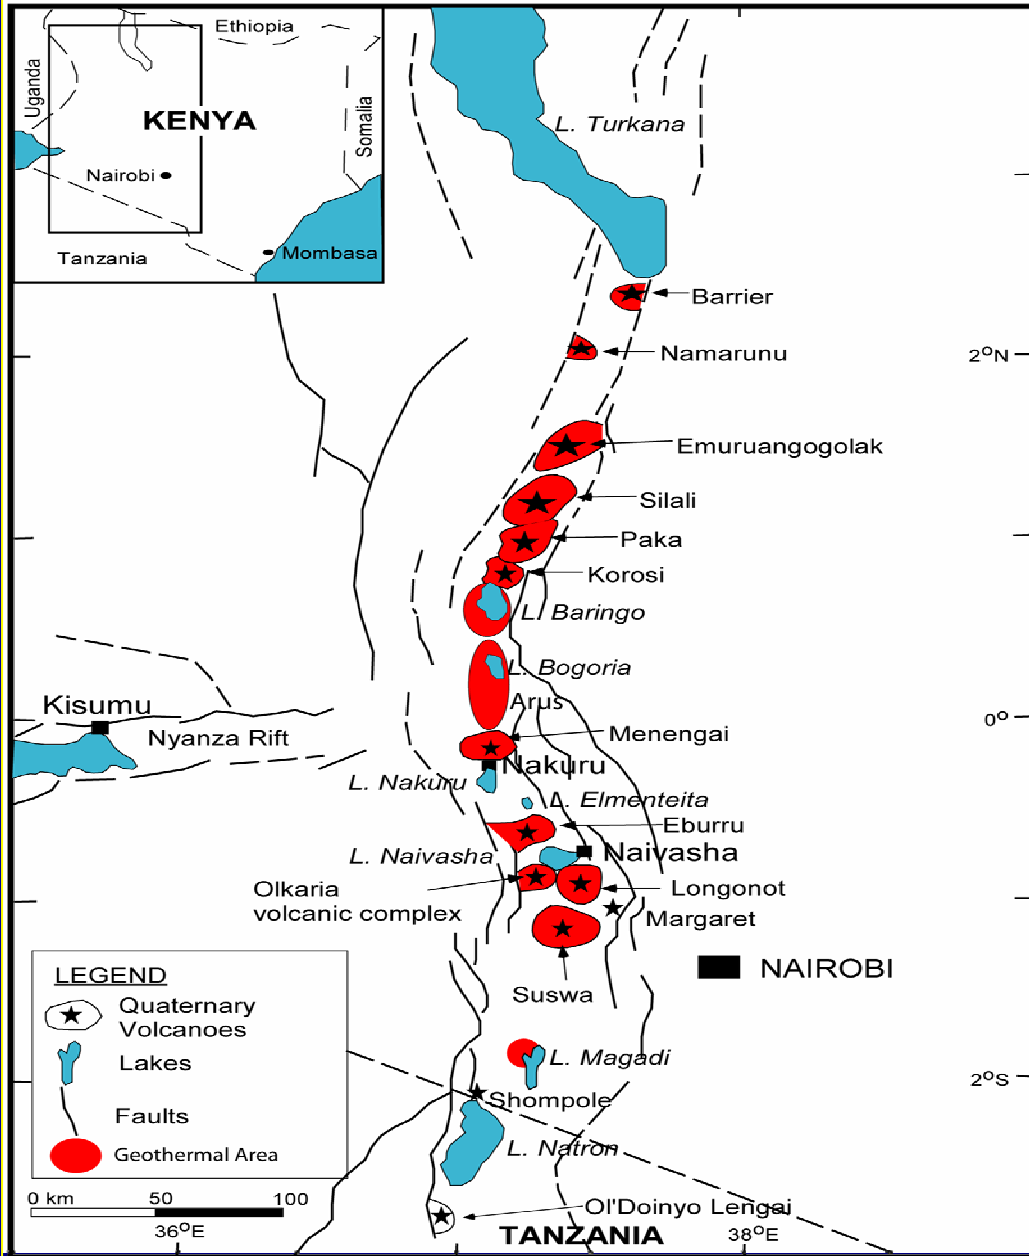 Ethiopia
Uganda
KENYA
Somalia
Nairobi
Tanzania
Mombasa
L. Turkana
Barrier
Namarunu
2°N
Emuruangogolak
Silali
Paka
Korosi
L. Baringo
L. Bogoria
Arus
Kisumu
0°
Nyanza Rift
Menengai
Nakuru
L. Nakuru
L. Elmenteita
Eburru
L. Naivasha
Naivasha
Olkaria
volcanic complex
Longonot
Margaret
NAIROBI
Suswa
LEGEND
Quaternary
Volcanoes
Lakes
Faults
Geothermal Area
L. Magadi
2°S
Shompole
L. Natron
0 km 50 100
Ol'Doinyo Lengai
36°E
TANZANIA
38°E